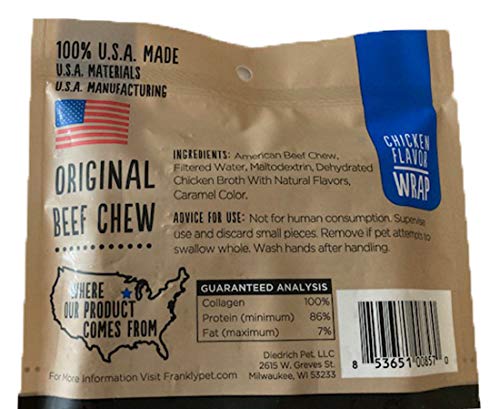 100% U.S.A. MADE
U.S.A. MATERIALS
U.S.A. MANUFACTURING
ORIGINAL
BEEF CHEW
CHICKEN
FLAVOR
WRAP
INGREDIENTS: American Beef Chew,
Filtered Water, Maltodextrin, Dehydrated
Chicken Broth With Natural Flavors,
Caramel Color.
ADVICE FOR USE: Not for human consumption. Supervise
use and discard small pieces. Remove if pet attempts to
swallow whole. Wash hands after handling.
WHERE
OUR PRODUCT
COMES FROM
For More Information Visit Franklypet.com
GUARANTEED ANALYSIS
Collagen 100%
Protein (minimum) 86%
Fat (maximum) 7%
Diedrich Pet, LLC
2615 W. Greves St.
Milwaukee, WI 53233
8 53651 00857 0